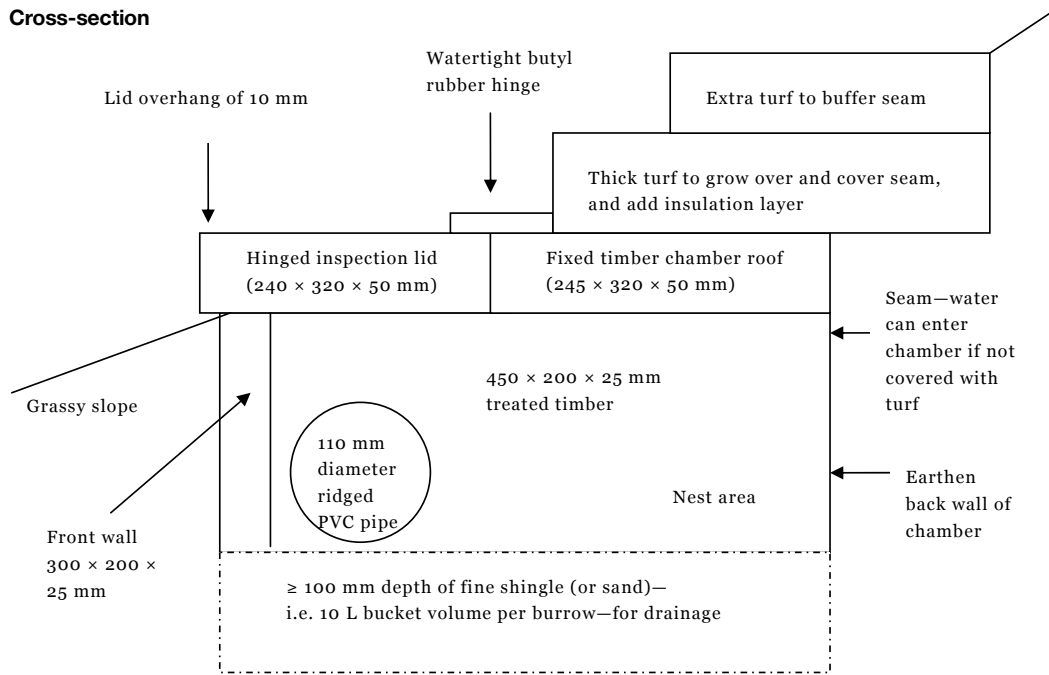 Cross-section
Watertight butyl
rubber hinge
Lid overhang of 10 mm
Extra turf to buffer seam
Thick turf to grow over and cover seam,
and add insulation layer
Hinged inspection lid
(240 × 320 × 50 mm)
Fixed timber chamber roof
(245 × 320 × 50 mm)
Seam—water
can enter
chamber if not
covered with
turf
450 × 200 × 25 mm
treated timber
Grassy slope
110 mm
diameter
ridged
PVC pipe
Nest area
Earthen
back wall of
chamber
Front wall
300 × 200 ×
25 mm
≥ 100 mm depth of fine shingle (or sand)—
i.e. 10 L bucket volume per burrow—for drainage